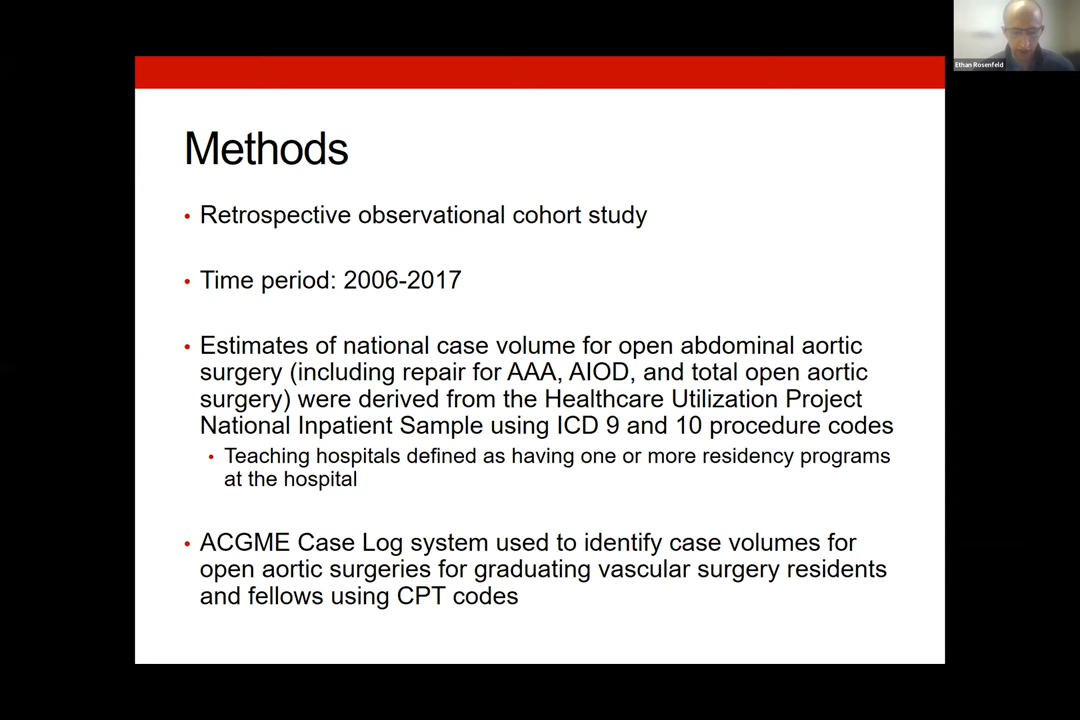 Ethan Rosenfeld
Methods
• Retrospective observational cohort study
• Time period: 2006-2017
• Estimates of national case volume for open abdominal aortic
surgery (including repair for AAA, AIOD, and total open aortic
surgery) were derived from the Healthcare Utilization Project
National Inpatient Sample using ICD 9 and 10 procedure codes
• Teaching hospitals defined as having one or more residency programs
at the hospital
• ACGME Case Log system used to identify case volumes for
open aortic surgeries for graduating vascular surgery residents
and fellows using CPT codes